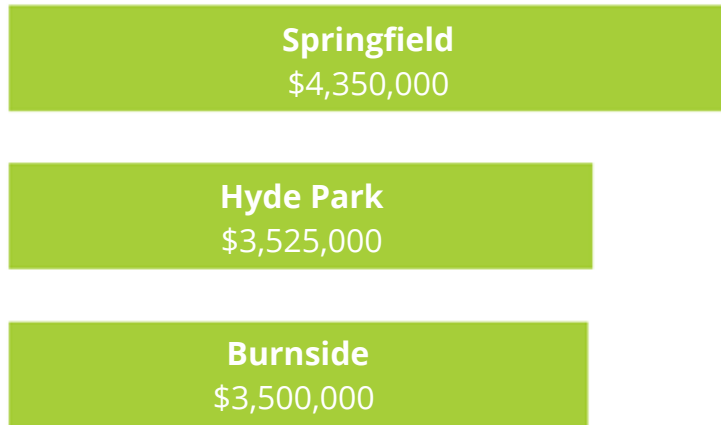 Springfield
$4,350,000
Hyde Park
$3,525,000
Burnside
$3,500,000